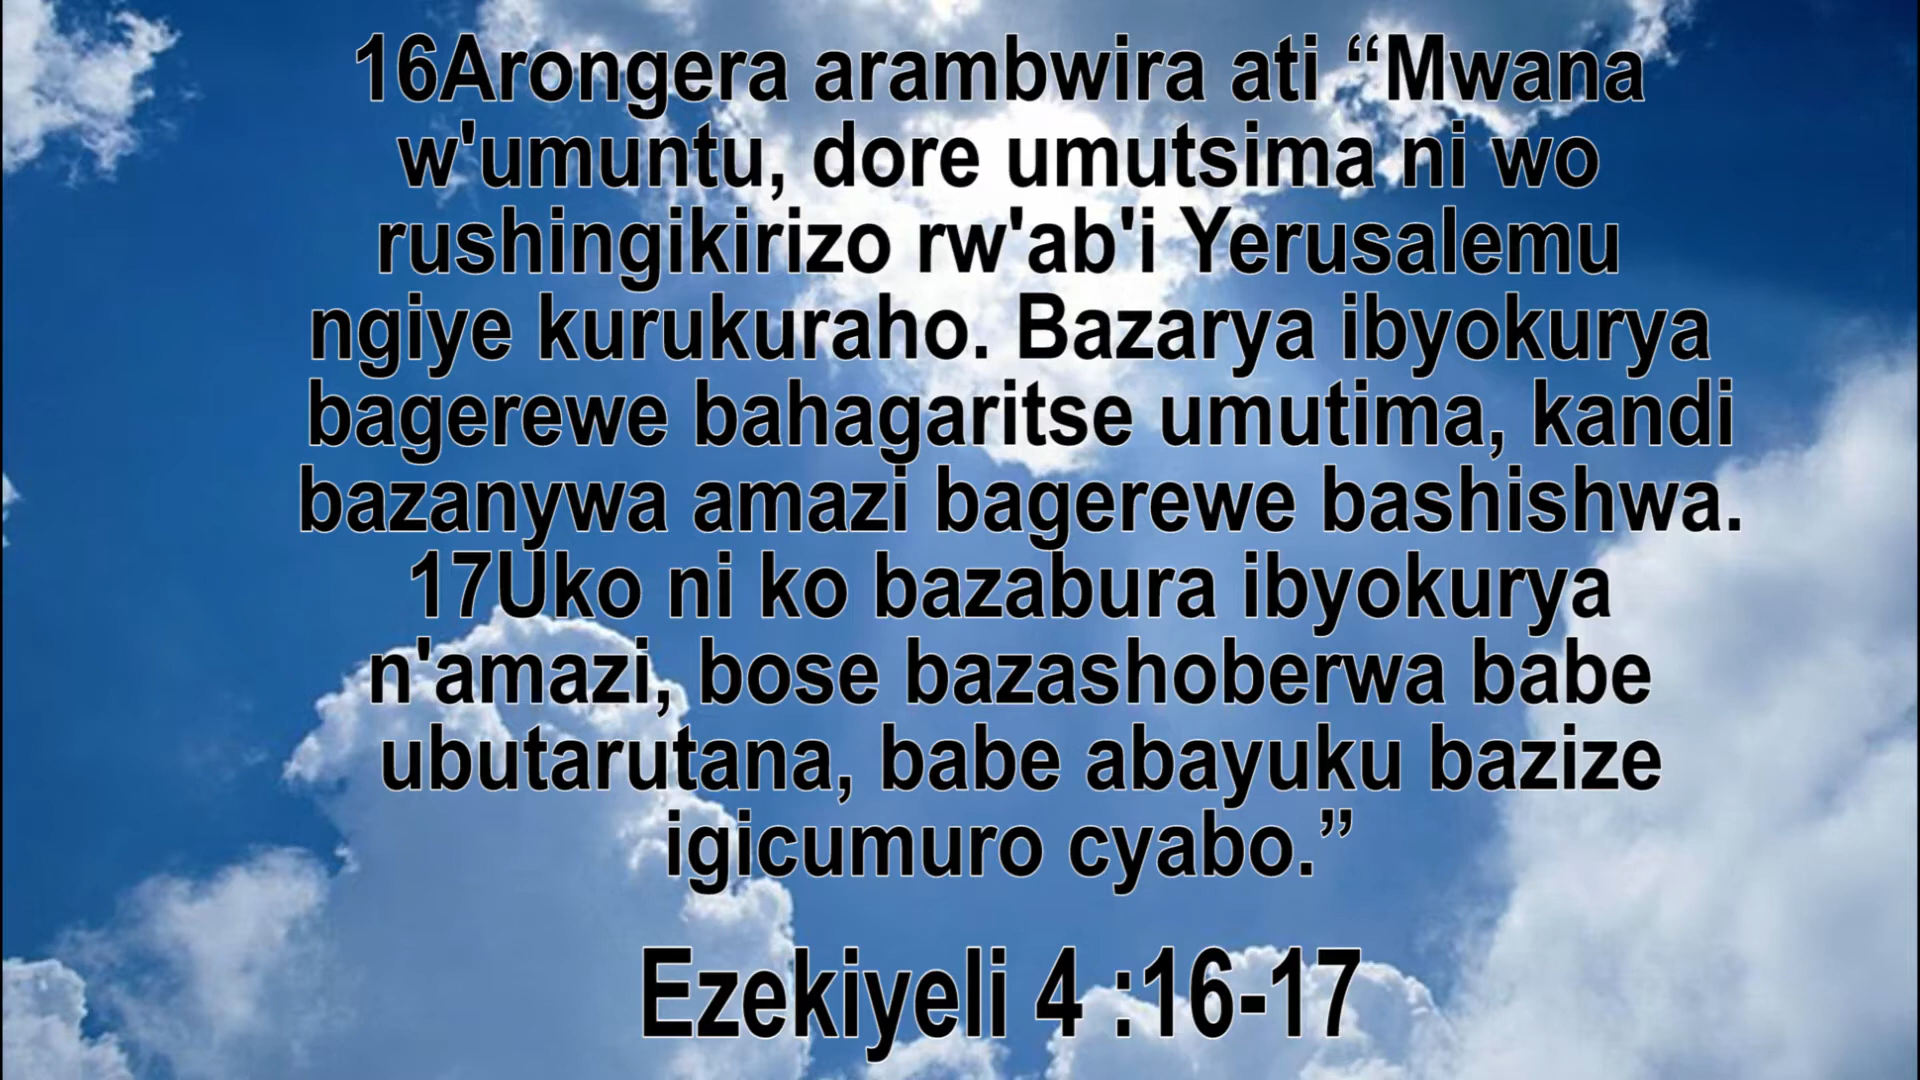 16Arongera arambwira ati “Mwana
w'umuntu, dore umutsima ni wo
rushingikirizo rw'ab'i Yerusalemu
ngiye kurukuraho. Bazarya ibyokurya
bagerewe bahagaritse umutima, kandi
bazanywa amazi bagerewe bashishwa.
17Uko ni ko bazabura ibyokurya
n'amazi, bose bazashoberwa babe
ubutarutana, babe abayuku bazize
igicumuro cyabo.”
Ezekiyeli 4 :16-17